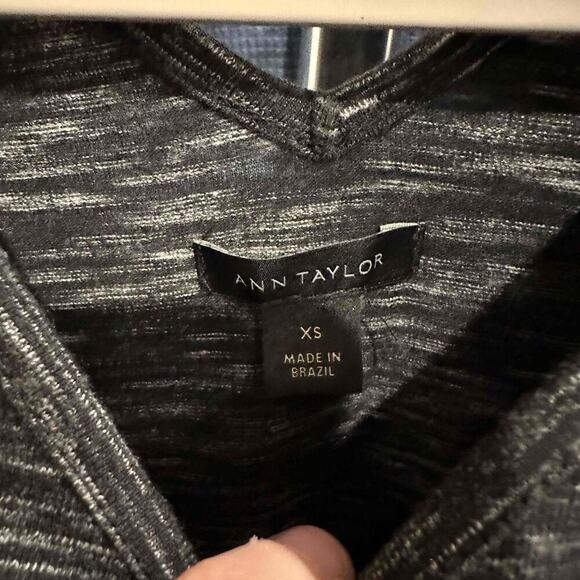 ANN TAYLOR
XS
MADE IN
BRAZIL